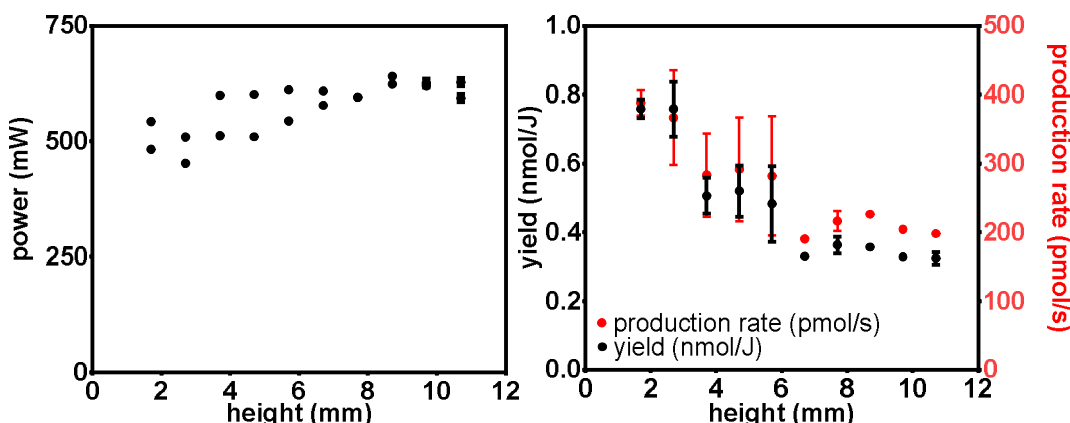 750
500
250
0
power (mW)
0 2 4 6 8 10 12
height (mm)
1.0
0.8
0.6
0.4
0.2
0.0
yield (nmol/J)
production rate (pmol/s)
yield (nmol/J)
0 2 4 6 8 10 12
height (mm)
500
400
300
200
100
0
production rate (pmol/s)